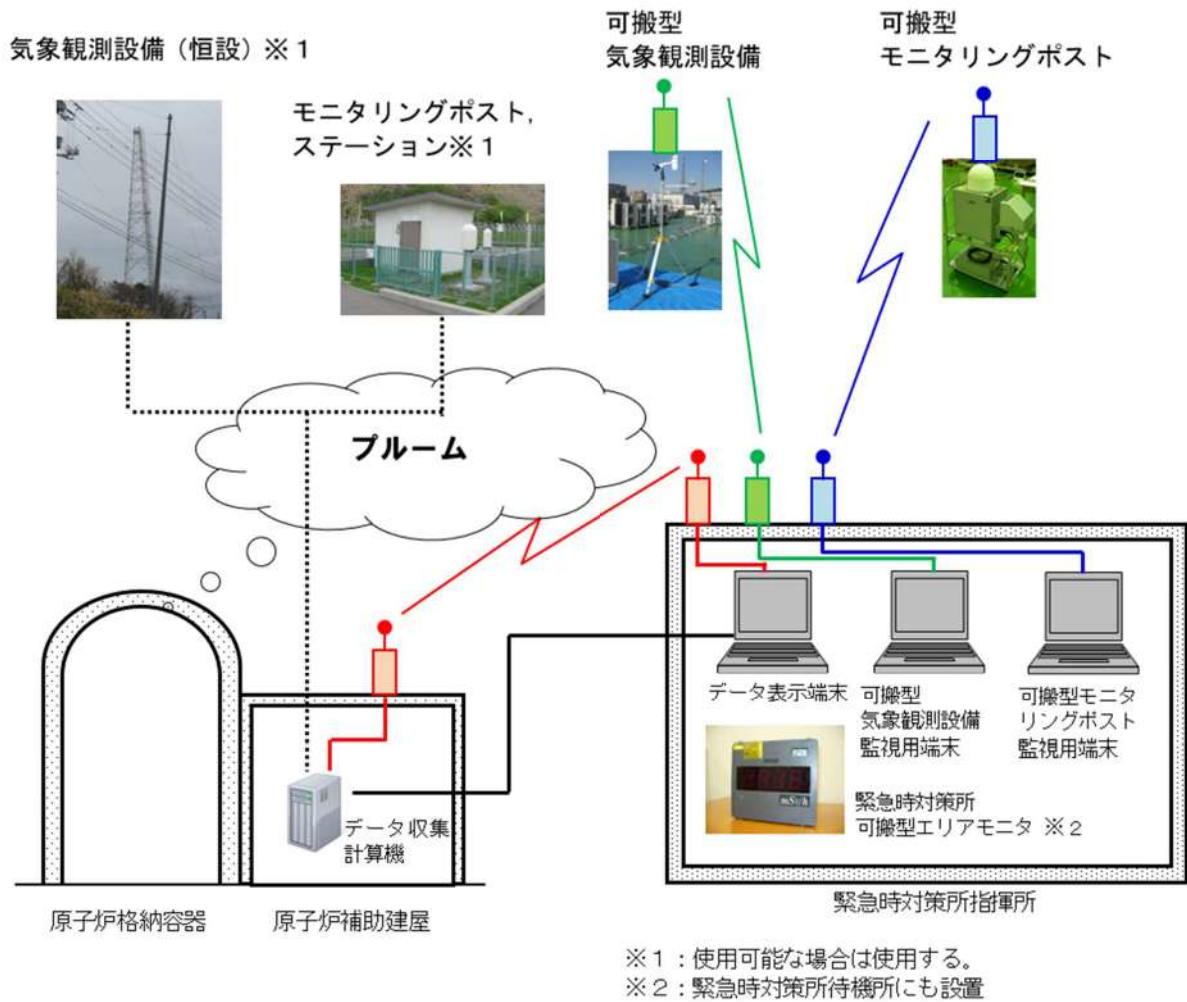 気象観測設備（恒設）※１
モニタリングポスト，
ステーション※１
可搬型
気象観測設備
可搬型
モニタリングポスト
プルーム
データ収集
計算機
原子炉格納容器
原子炉補助建屋
データ表示端末
可搬型
気象観測設備
監視用端末
可搬型モニタ
リングポスト
監視用端末
緊急時対策所
可搬型エリアモニタ ※２
緊急時対策所指揮所
※１：使用可能な場合は使用する。
※２：緊急時対策所待機所にも設置